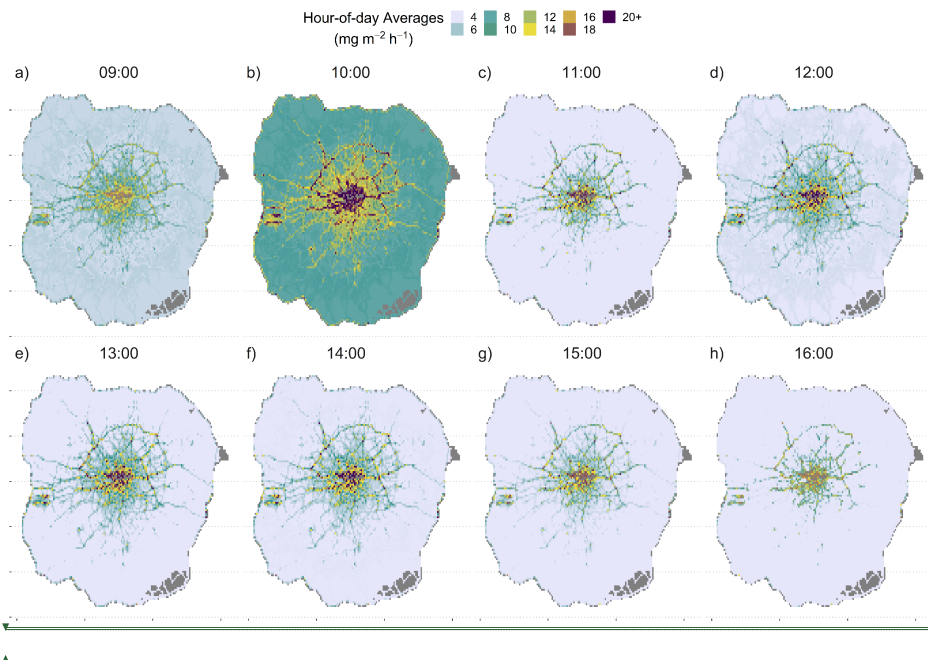 Hour-of-day Averages 4 8 12 16 20+
(mg m−2 h−1) 6 10 14 18
a) 09:00 b) 10:00 c) 11:00 d) 12:00
e) 13:00 f) 14:00 g) 15:00 h) 16:00